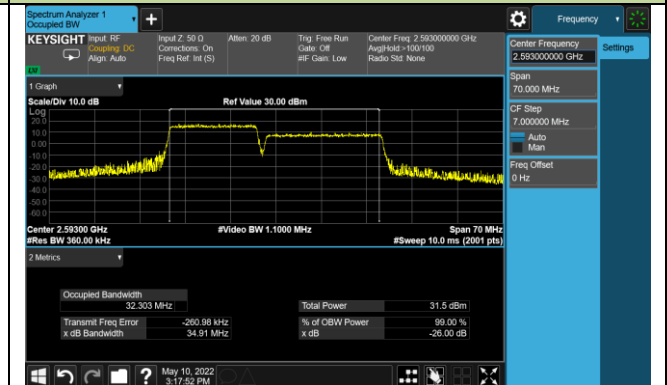 Spectrum Analyzer 1
Occupied BW
Frequency
KEYSIGHT
Input: RF
Coupling: DC
Align: Auto
Input Z: 50 Ω
Corrections: On
Freq Ref: Int (S)
Atten: 20 dB
Trig: Free Run
Gate: Off
#IF Gain: Low
Center Freq: 2.593000000 GHz
Avg|Hold:>100/100
Radio Std: None
Center Frequency
2.593000000 GHz
Settings
Span
70.000 MHz
CF Step
7.000000 MHz
Auto
Man
Freq Offset
0 Hz
1 Graph
Scale/Div 10.0 dB
Ref Value 30.00 dBm
Log
20.0
10.0
0.00
-10.0
-20.0
-30.0
-40.0
-50.0
-60.0
Center 2.59300 GHz
#Video BW 1.1000 MHz
Span 70 MHz
#Res BW 360.00 kHz
#Sweep 10.0 ms (2001 pts)
2 Metrics
Occupied Bandwidth
32.303 MHz
Total Power
31.5 dBm
Transmit Freq Error
-260.98 kHz
% of OBW Power
99.00 %
x dB Bandwidth
34.91 MHz
x dB
-26.00 dB
May 10, 2022
3:17:52 PM